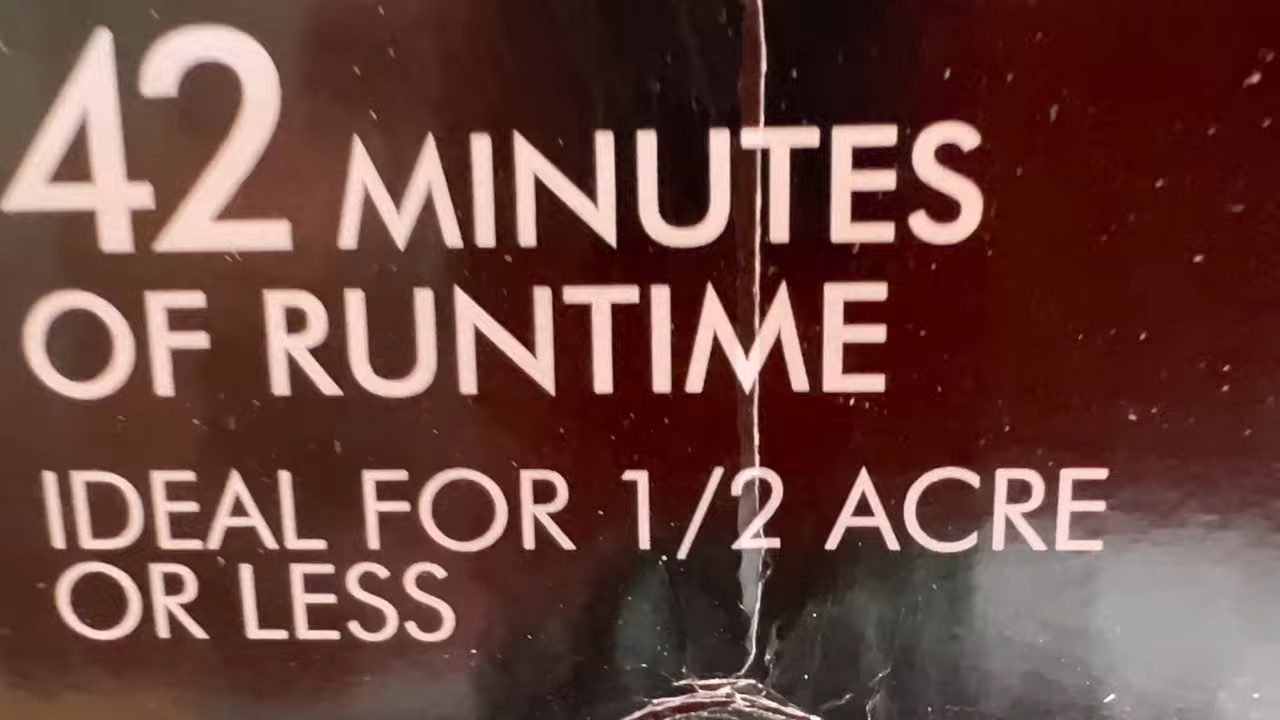 42 MINUTES
OF RUNTIME
IDEAL FOR 1/2 ACRE
OR LESS